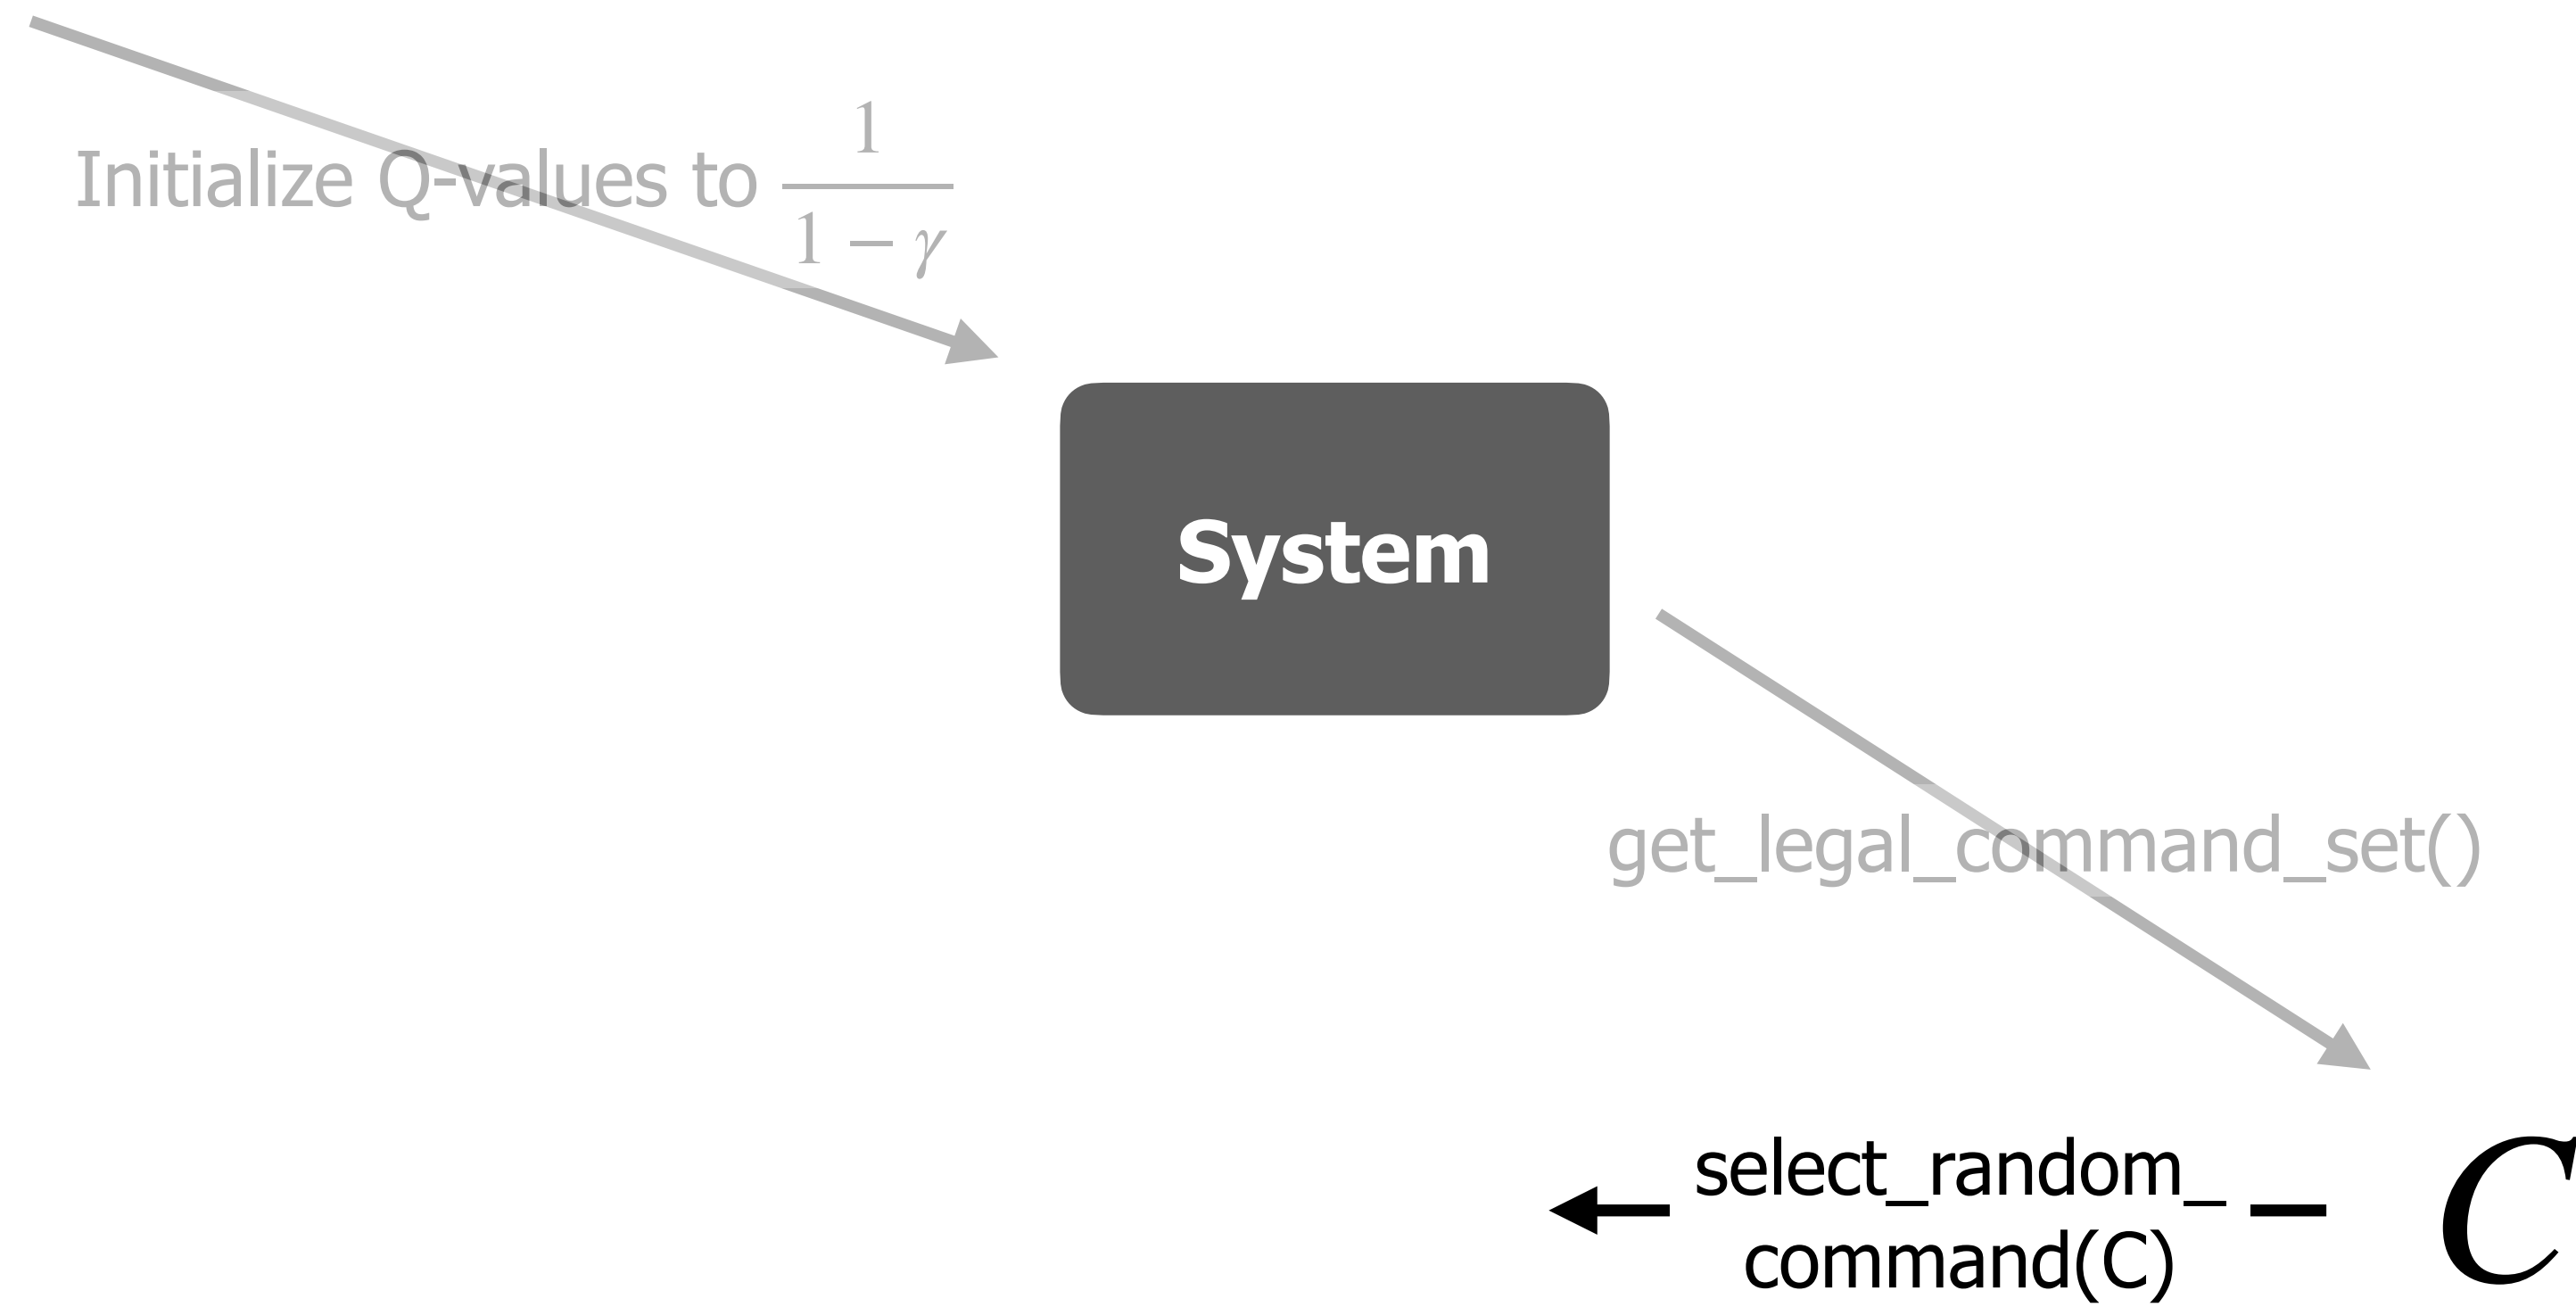 Initialize Q-values to 1 / 1 − γ
System
get_legal_command_set()
select_random_
command(C)
C